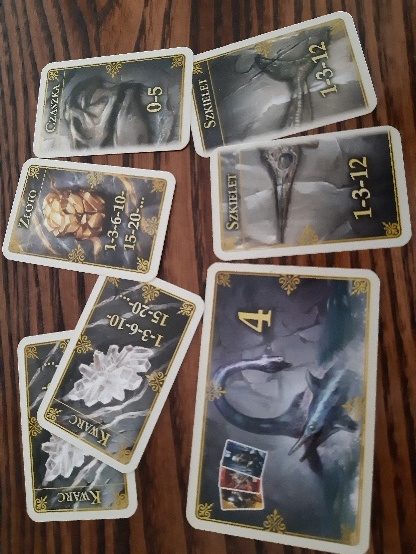 CZASZKA
0-5
SZKIELET
1-3-12
ZŁOTO
1-3-6-10-
15-20-...
SZKIELET
1-3-12
KWARC
1-3-6-10-
15-20-...
KWARC
4